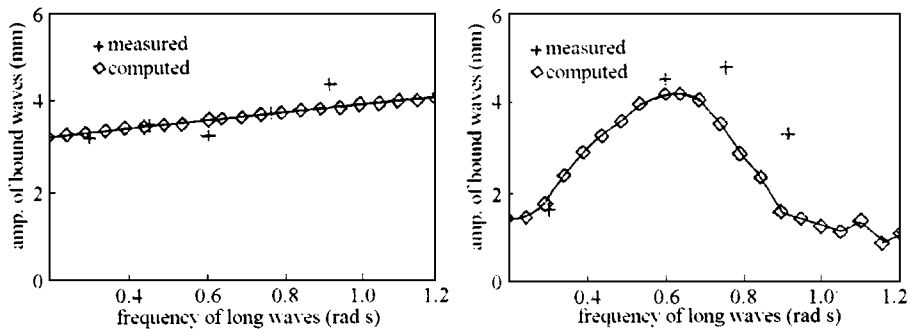 6
+ measured
◇ computed
4
2
0
0.4 0.6 0.8 1.0 1.2
amp. of bound waves (mm)
frequency of long waves (rad s)
6
+ measured
◇ computed
4
2
0
0.4 0.6 0.8 1.0 1.2
amp. of bound waves (mm)
frequency of long waves (rad s)